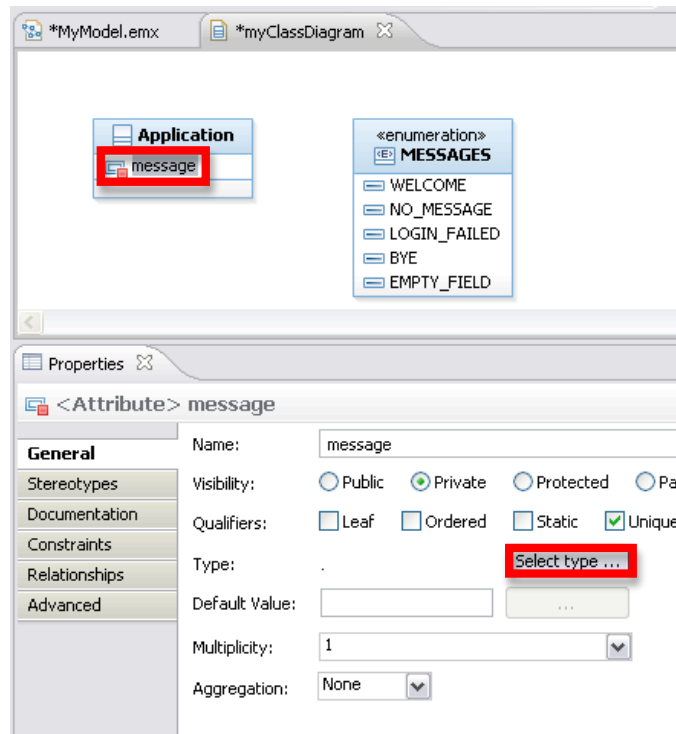 *MyModel.emx
*myClassDiagram
Application
message
«enumeration»
MESSAGES
WELCOME
NO_MESSAGE
LOGIN_FAILED
BYE
EMPTY_FIELD
Properties
<Attribute> message
General
Stereotypes
Documentation
Constraints
Relationships
Advanced
Name: message
Visibility: Public Private Protected Pa
Qualifiers: Leaf Ordered Static Unique
Type: . Select type ...
Default Value: ...
Multiplicity: 1
Aggregation: None